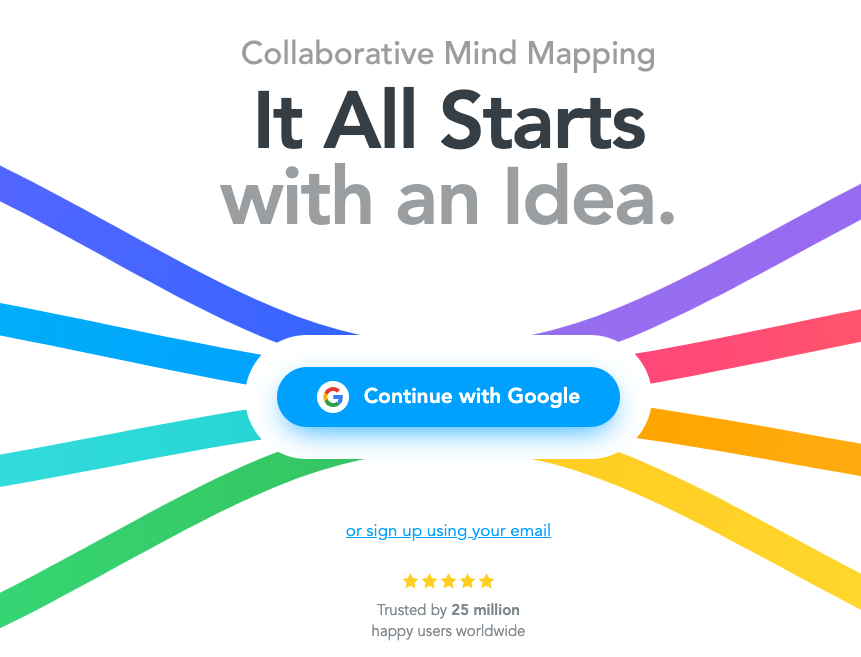 Collaborative Mind Mapping
It All Starts
with an Idea.
Continue with Google
or sign up using your email
Trusted by 25 million
happy users worldwide